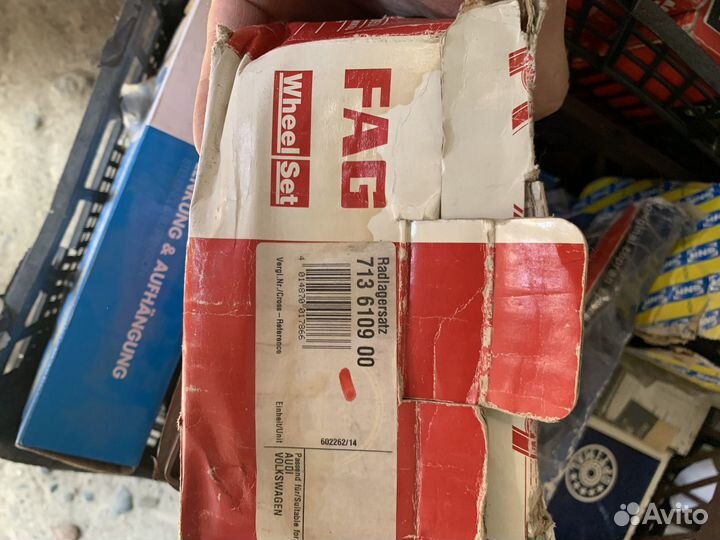 FAG
Wheel Set
Radlagersatz
713 6109 00
4 014870 017866
Vergl.Nr./Cross - Reference
Einheit/Unit
602262/14
Passend für/Suitable for
AUDI
VOLKSWAGEN
& AUFHÄNGUNG
Avito